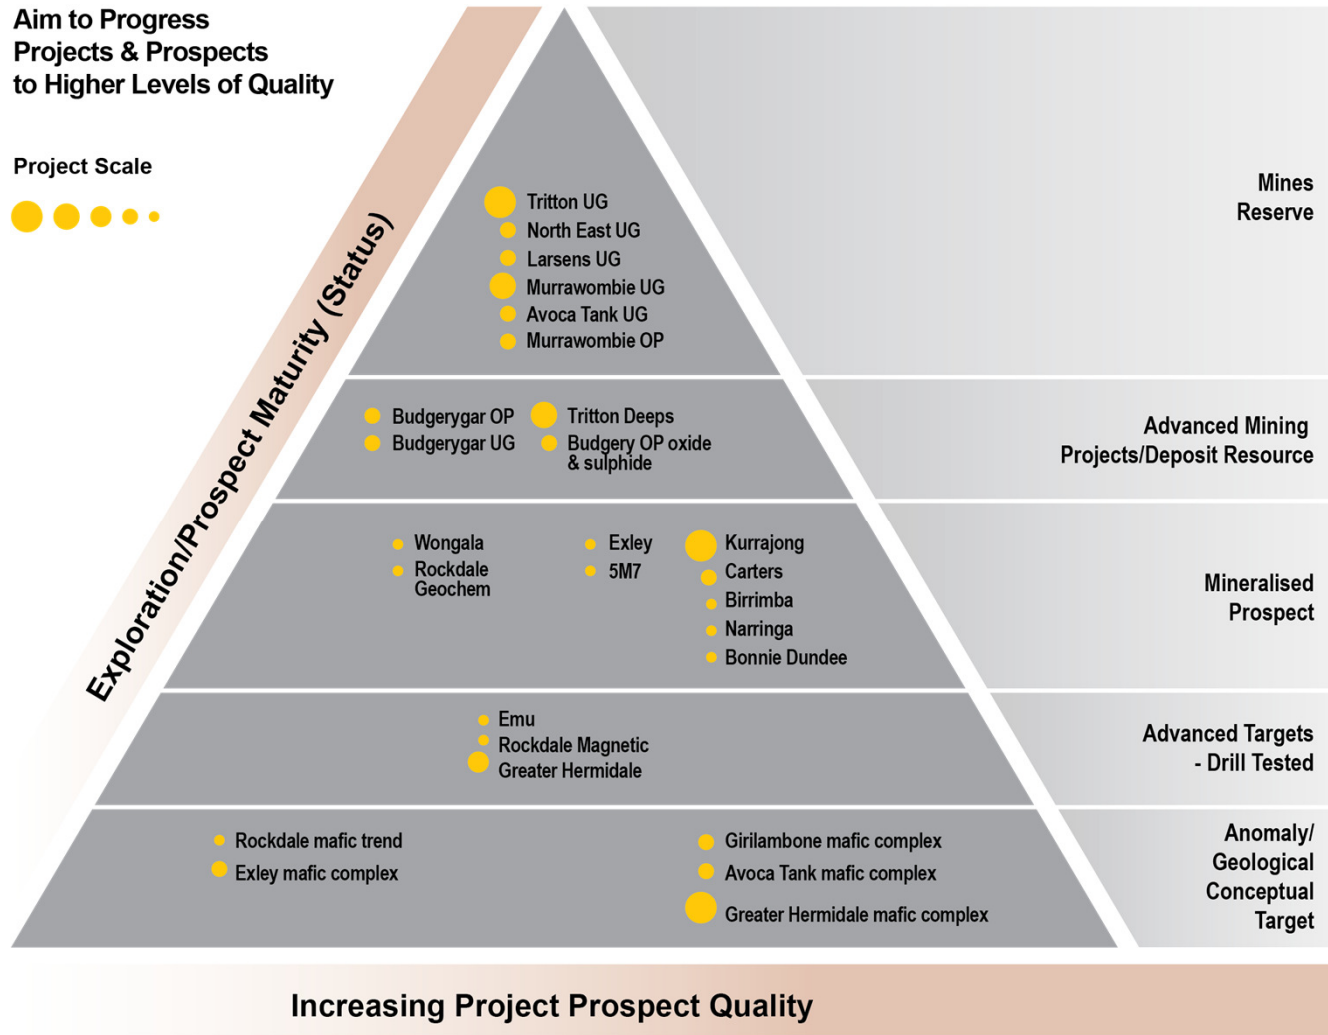 Aim to Progress
Projects & Prospects
to Higher Levels of Quality
Project Scale
Exploration/Prospect Maturity (Status)
Tritton UG
North East UG
Larsens UG
Murrawombie UG
Avoca Tank UG
Murrawombie OP
Mines
Reserve
Budgerygar OP
Budgerygar UG
Tritton Deeps
Budgery OP oxide
& sulphide
Advanced Mining
Projects/Deposit Resource
Wongala
Rockdale
Geochem
Exley
5M7
Kurrajong
Carters
Birrimba
Narringa
Bonnie Dundee
Mineralised
Prospect
Emu
Rockdale Magnetic
Greater Hermidale
Advanced Targets
- Drill Tested
Rockdale mafic trend
Exley mafic complex
Girilambone mafic complex
Avoca Tank mafic complex
Greater Hermidale mafic complex
Anomaly/
Geological
Conceptual
Target
Increasing Project Prospect Quality